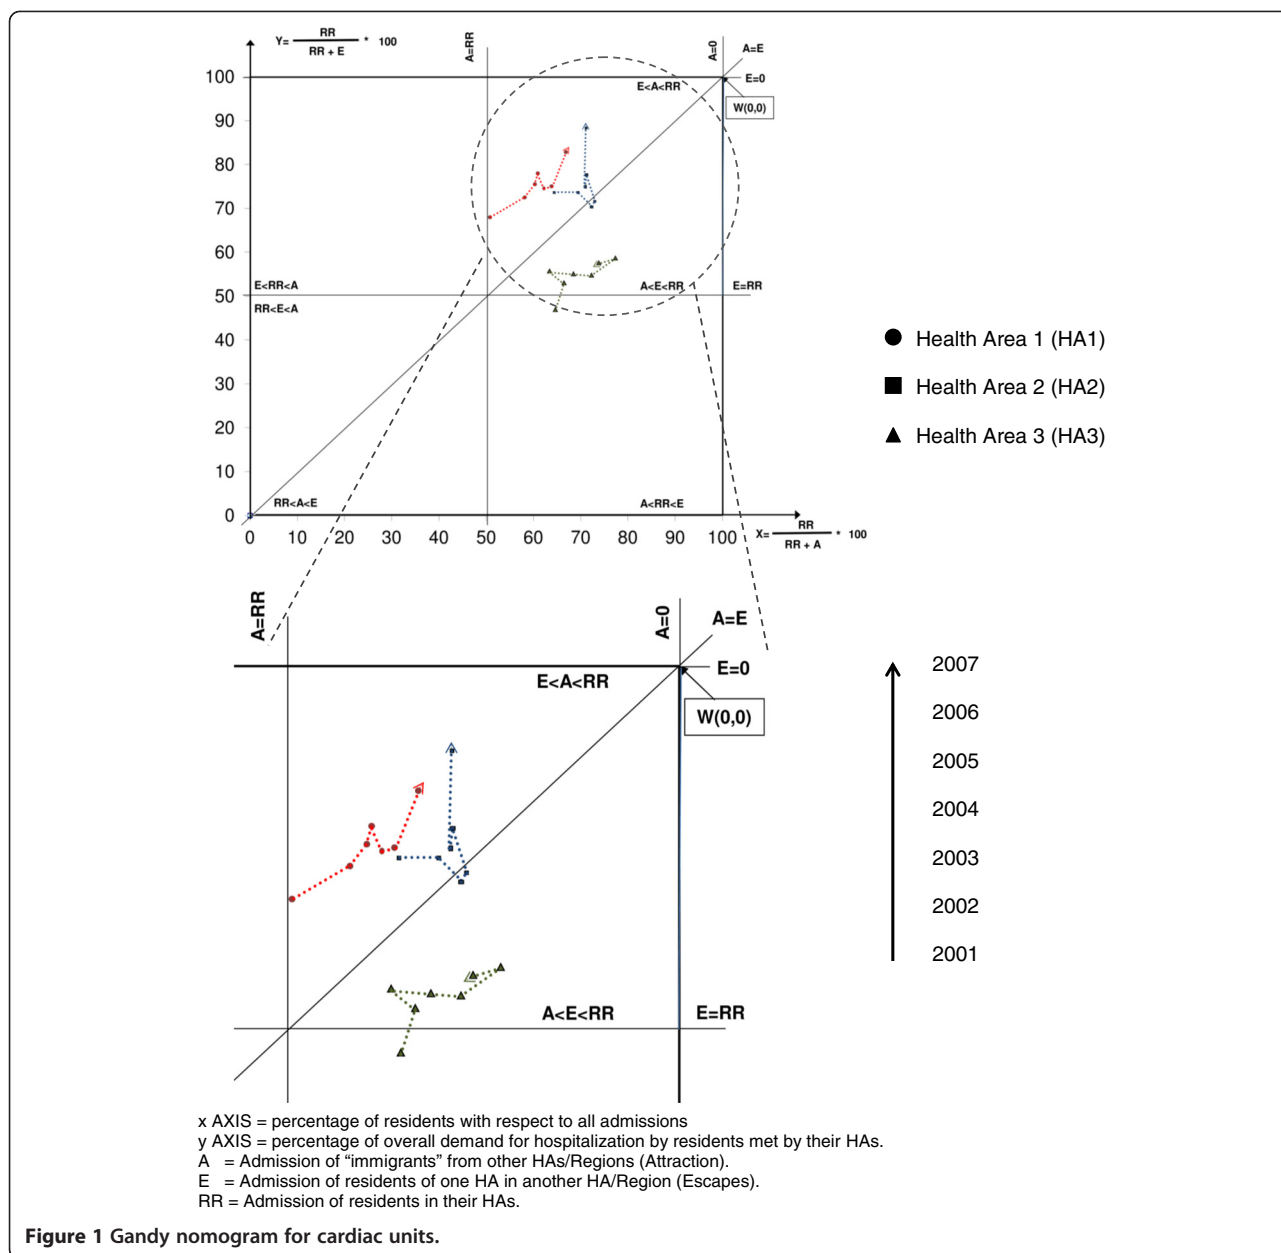 Y= RR / RR + E * 100
A=RR
A=0
A=E
100
E<A<RR
E=0
W(0,0)
90
80
70
60
E<RR<A
A<E<RR
E=RR
50
RR<E<A
40
30
20
10
RR<A<E
A<RR<E
0
0 10 20 30 40 50 60 70 80 90 100
X= RR / RR + A * 100
Health Area 1 (HA1)
Health Area 2 (HA2)
Health Area 3 (HA3)
A=RR
A=0
A=E
E<A<RR
E=0
W(0,0)
A<E<RR
E=RR
2007
2006
2005
2004
2003
2002
2001
x AXIS = percentage of residents with respect to all admissions
y AXIS = percentage of overall demand for hospitalization by residents met by their HAs.
A = Admission of “immigrants” from other HAs/Regions (Attraction).
E = Admission of residents of one HA in another HA/Region (Escapes).
RR = Admission of residents in their HAs.
Figure 1 Gandy nomogram for cardiac units.